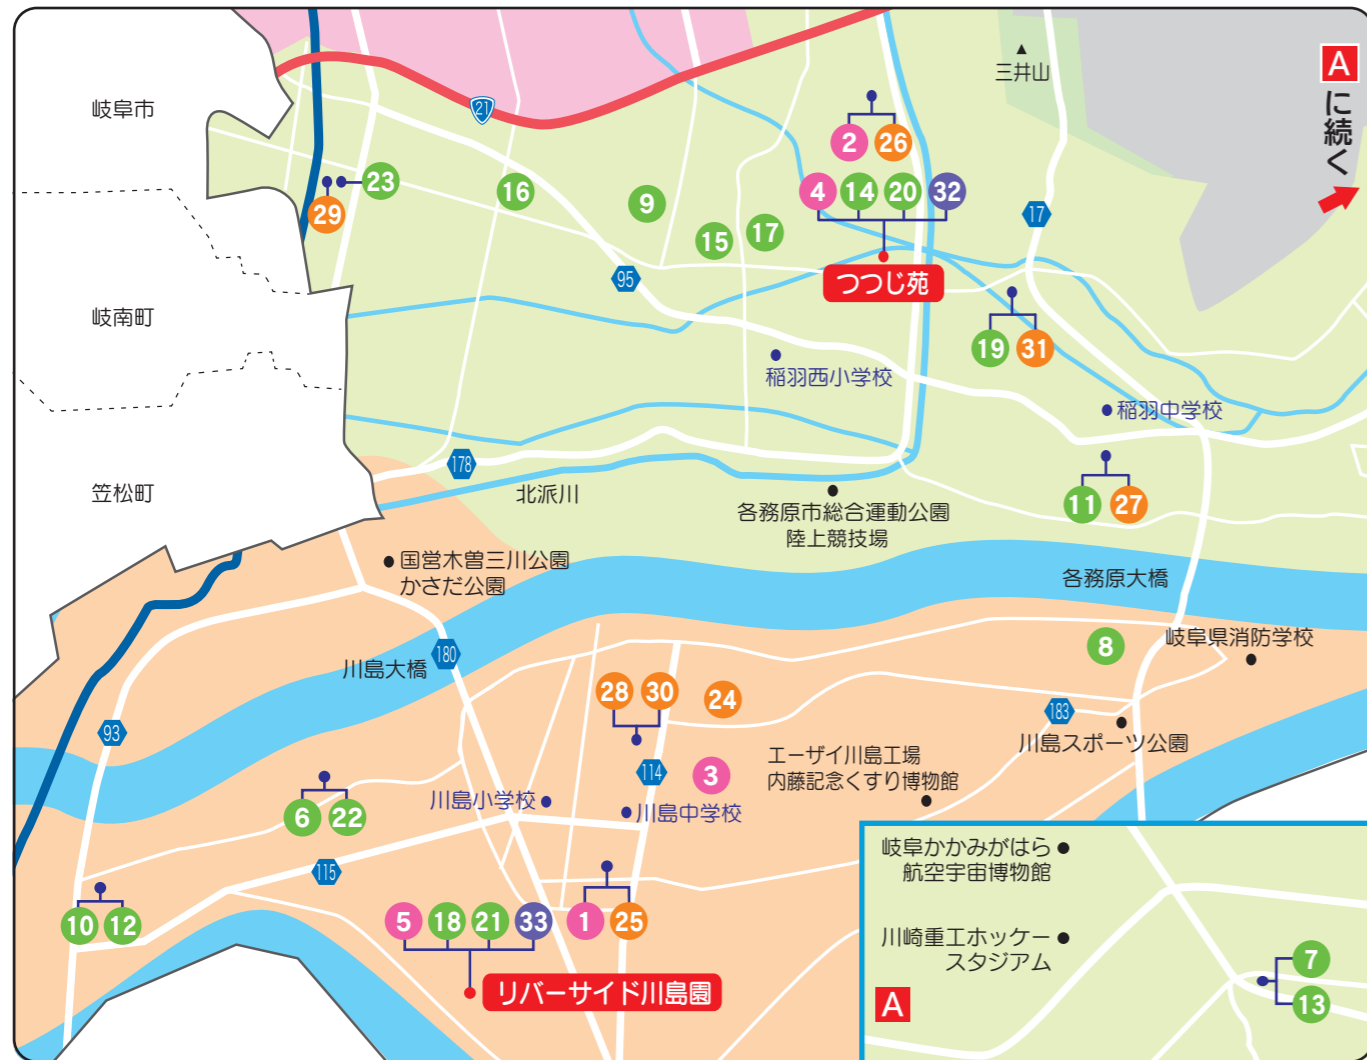 三井山
A
に続く
岐阜市
21
2 26
23
16
4 14 20 32
29
9
17
15
17
つつじ苑
95
岐南町
19 31
稲羽西小学校
稲羽中学校
178
笠松町
北派川
11 27
各務原市総合運動公園
陸上競技場
国営木曽三川公園
かさだ公園
各務原大橋
8
岐阜県消防学校
180
川島大橋
28 30
24
183
93
川島スポーツ公園
エーザイ川島工場
内藤記念くすり博物館
114
3
川島小学校
川島中学校
6 22
115
10 12
5 18 21 33
1 25
リバーサイド川島園
岐阜かかみがはら
航空宇宙博物館
川崎重工ホッケー
スタジアム
7
13
A